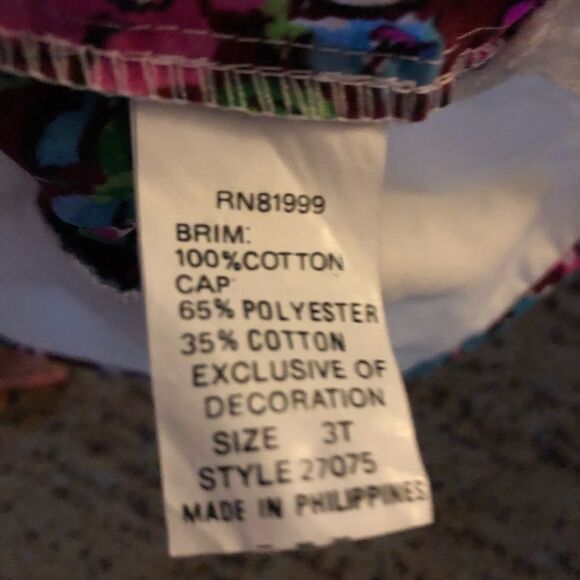 RN81999
BRIM:
100%COTTON
CAP:
65% POLYESTER
35% COTTON
EXCLUSIVE OF
DECORATION
SIZE 3T
STYLE 27075
MADE IN PHILIPPINES